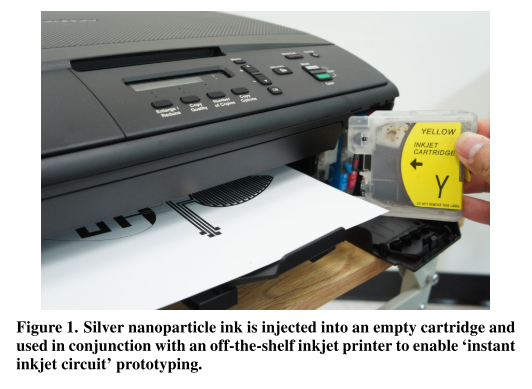 Enlarge /
Reduce
Copy
Quality
Number
of Copies
Copy
Options
YELLOW
INKJET
CARTRIDGE
Y
Figure 1. Silver nanoparticle ink is injected into an empty cartridge and
used in conjunction with an off-the-shelf inkjet printer to enable ‘instant
inkjet circuit’ prototyping.